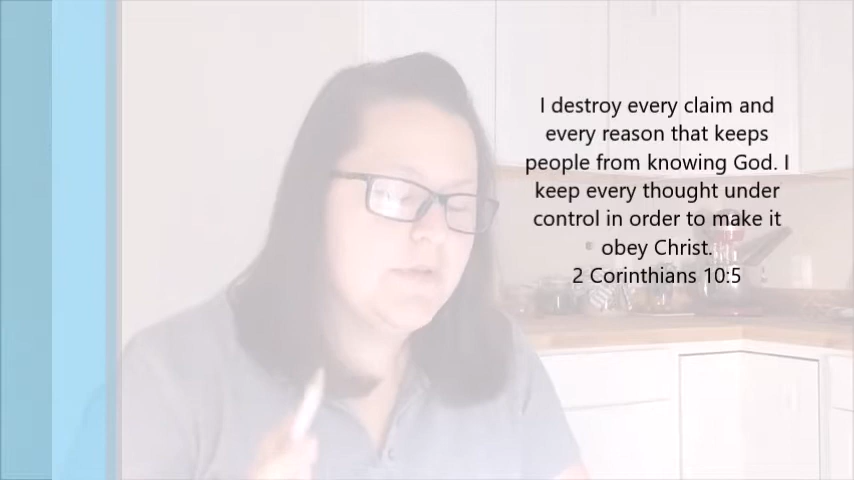 I destroy every claim and
every reason that keeps
people from knowing God. I
keep every thought under
control in order to make it
obey Christ.
2 Corinthians 10:5